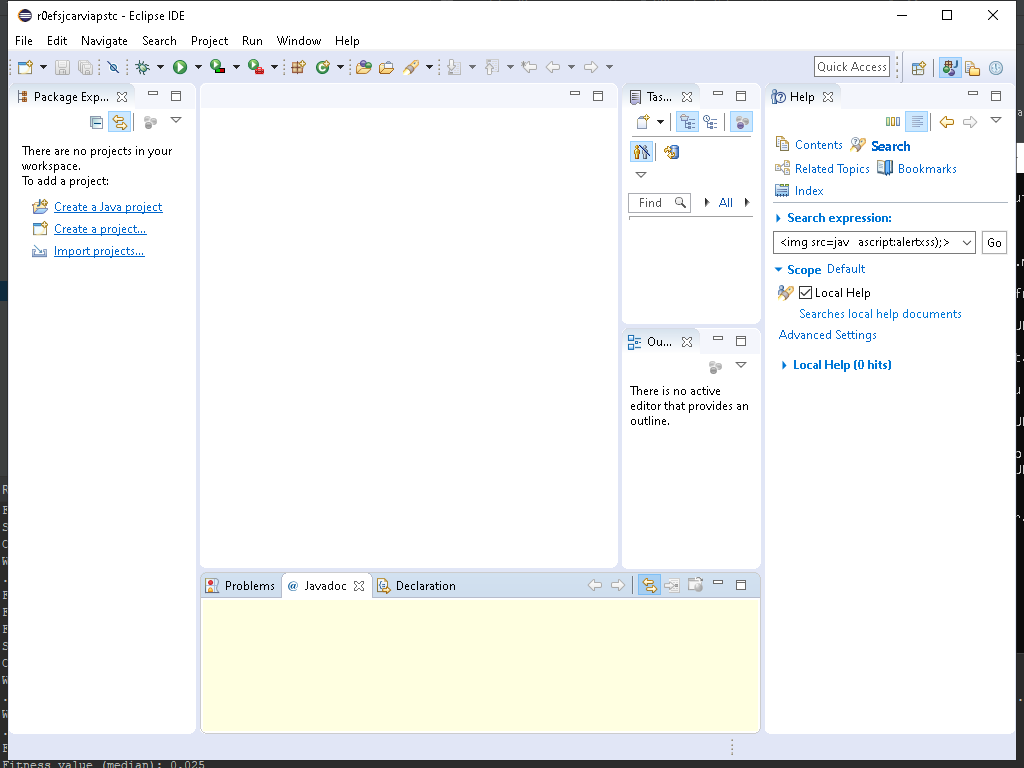 r0efsjcarviapstc - Eclipse IDE
File Edit Navigate Search Project Run Window Help
Quick Access
Package Exp...
There are no projects in your
workspace.
To add a project:
Create a Java project
Create a project...
Import projects...
Tas...
Find
All
Ou...
There is no active
editor that provides an
outline.
Help
Contents Search
Related Topics Bookmarks
Index
Search expression:
<img src=jav ascript:alertxss);>
Go
Scope Default
Local Help
Searches local help documents
Advanced Settings
Local Help (0 hits)
Problems @ Javadoc Declaration
Fitness value (median): 0.025